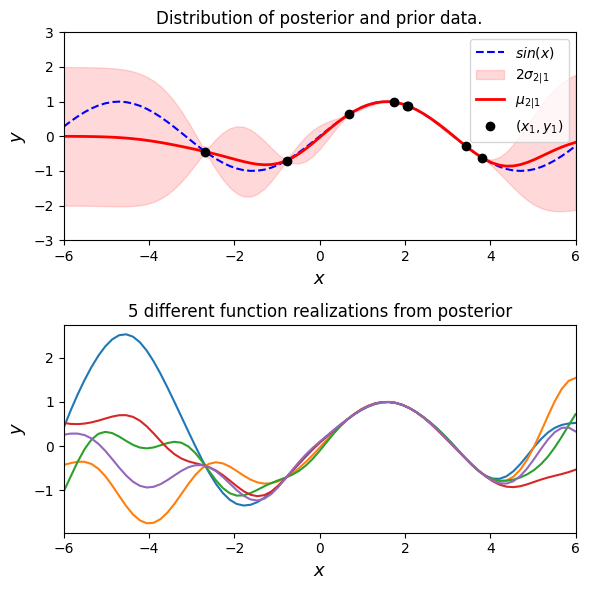 Distribution of posterior and prior data.
3
2
1
0
−1
−2
−3
y
sin(x)
2σ2|1
μ2|1
(x1, y1)
−6 −4 −2 0 2 4 6
x
5 different function realizations from posterior
2
1
0
−1
y
−6 −4 −2 0 2 4 6
x